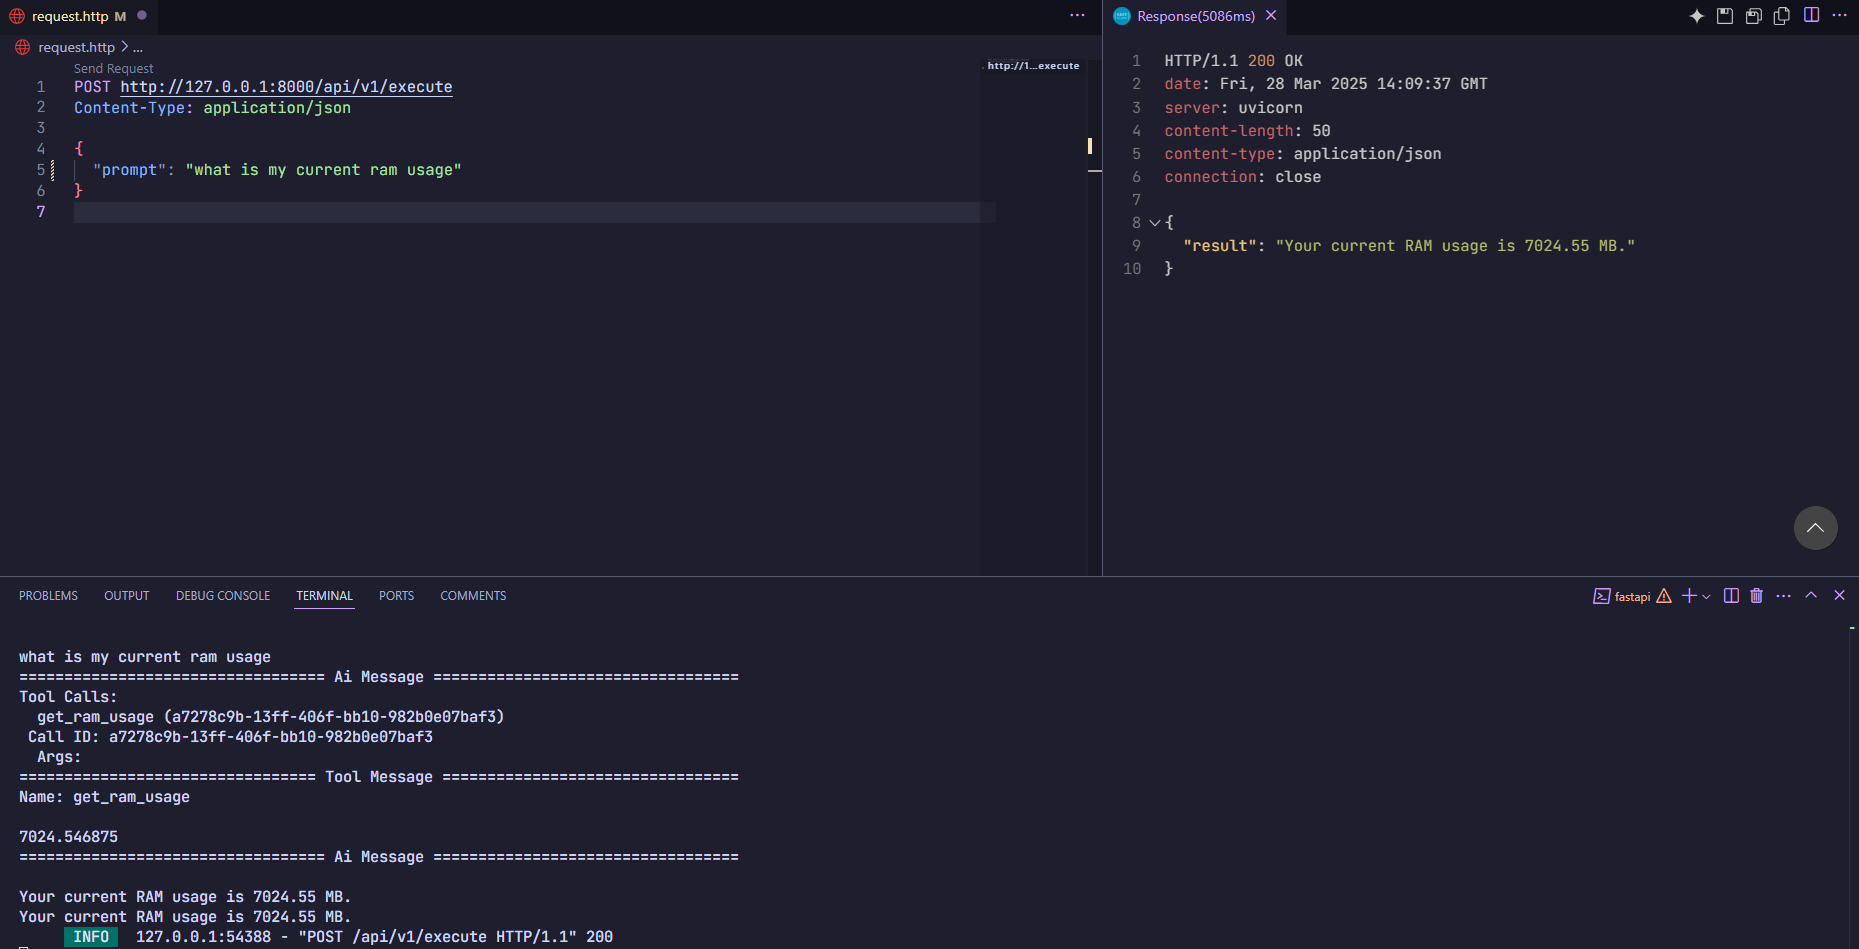 request.http M
request.http > ...
Send Request
1 POST http://127.0.0.1:8000/api/v1/execute
2 Content-Type: application/json
3
4 {
5 "prompt": "what is my current ram usage"
6 }
7
http://1...execute
Response(5086ms)
1 HTTP/1.1 200 OK
2 date: Fri, 28 Mar 2025 14:09:37 GMT
3 server: uvicorn
4 content-length: 50
5 content-type: application/json
6 connection: close
7
8 {
9 "result": "Your current RAM usage is 7024.55 MB."
10 }
PROBLEMS OUTPUT DEBUG CONSOLE TERMINAL PORTS COMMENTS
fastapi
what is my current ram usage
================================== Ai Message ==================================
Tool Calls:
get_ram_usage (a7278c9b-13ff-406f-bb10-982b0e07baf3)
Call ID: a7278c9b-13ff-406f-bb10-982b0e07baf3
Args:
================================= Tool Message =================================
Name: get_ram_usage
7024.546875
================================== Ai Message ==================================
Your current RAM usage is 7024.55 MB.
Your current RAM usage is 7024.55 MB.
INFO 127.0.0.1:54388 - "POST /api/v1/execute HTTP/1.1" 200